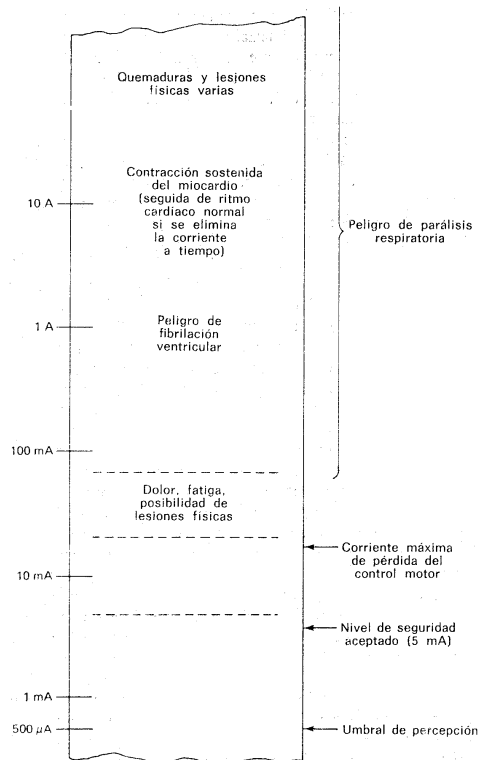 Quemaduras y lesiones
físicas varias
Contracción sostenida
del miocardio
(seguida de ritmo
cardíaco normal
si se elimina
la corriente
a tiempo)
10 A
Peligro de parálisis
respiratoria
1 A
Peligro de
fibrilación
ventricular
100 mA
Dolor, fatiga,
posibilidad de
lesiones físicas
Corriente máxima
de pérdida del
control motor
10 mA
Nivel de seguridad
aceptado (5 mA)
1 mA
500 µA
Umbral de percepción